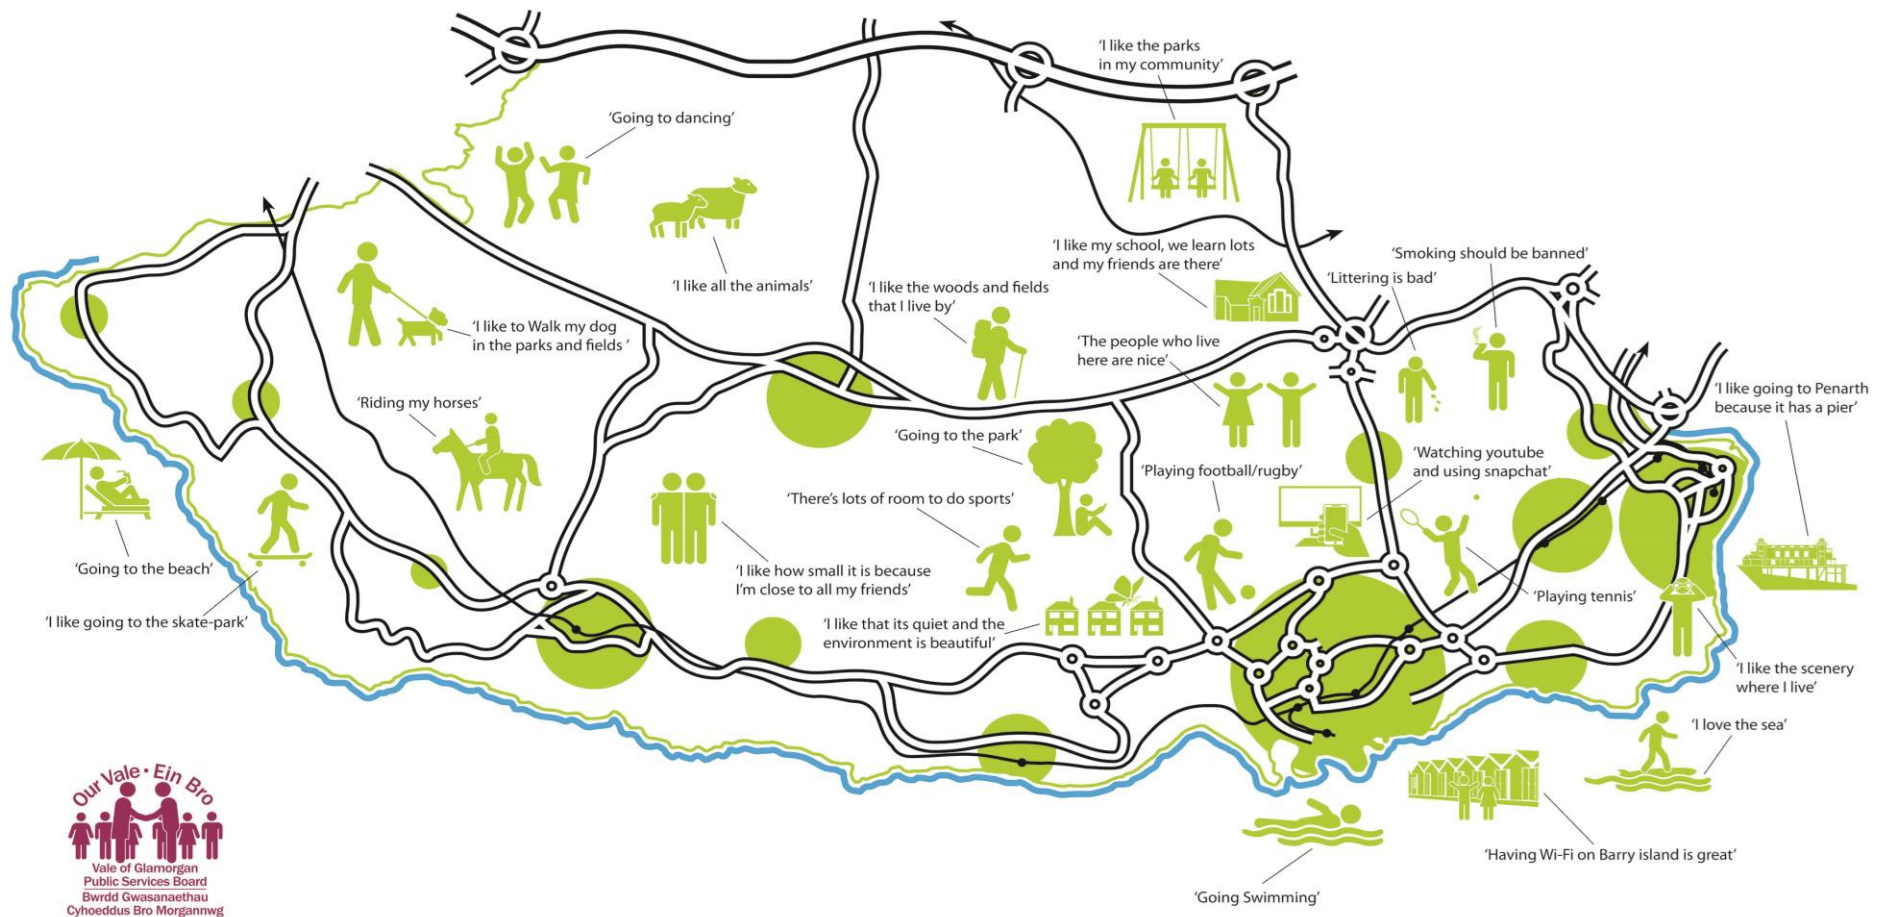 'I like the parks
in my community'
'Going to dancing'
'I like all the animals'
'I like to Walk my dog
in the parks and fields '
'I like the woods and fields
that I live by'
'I like my school, we learn lots
and my friends are there'
'Smoking should be banned'
'Littering is bad'
'The people who live
here are nice'
'I like going to Penarth
because it has a pier'
'Riding my horses'
'Going to the park'
'Playing football/rugby'
'Watching youtube
and using snapchat'
'There's lots of room to do sports'
'Going to the beach'
'I like how small it is because
I'm close to all my friends'
'Playing tennis'
'I like going to the skate-park'
'I like that its quiet and the
environment is beautiful'
'I like the scenery
where I live'
'I love the sea'
'Having Wi-Fi on Barry island is great'
'Going Swimming'
Our Vale • Ein Bro
Vale of Glamorgan
Public Services Board
Bwrdd Gwasanaethau
Cyhoeddus Bro Morgannwg